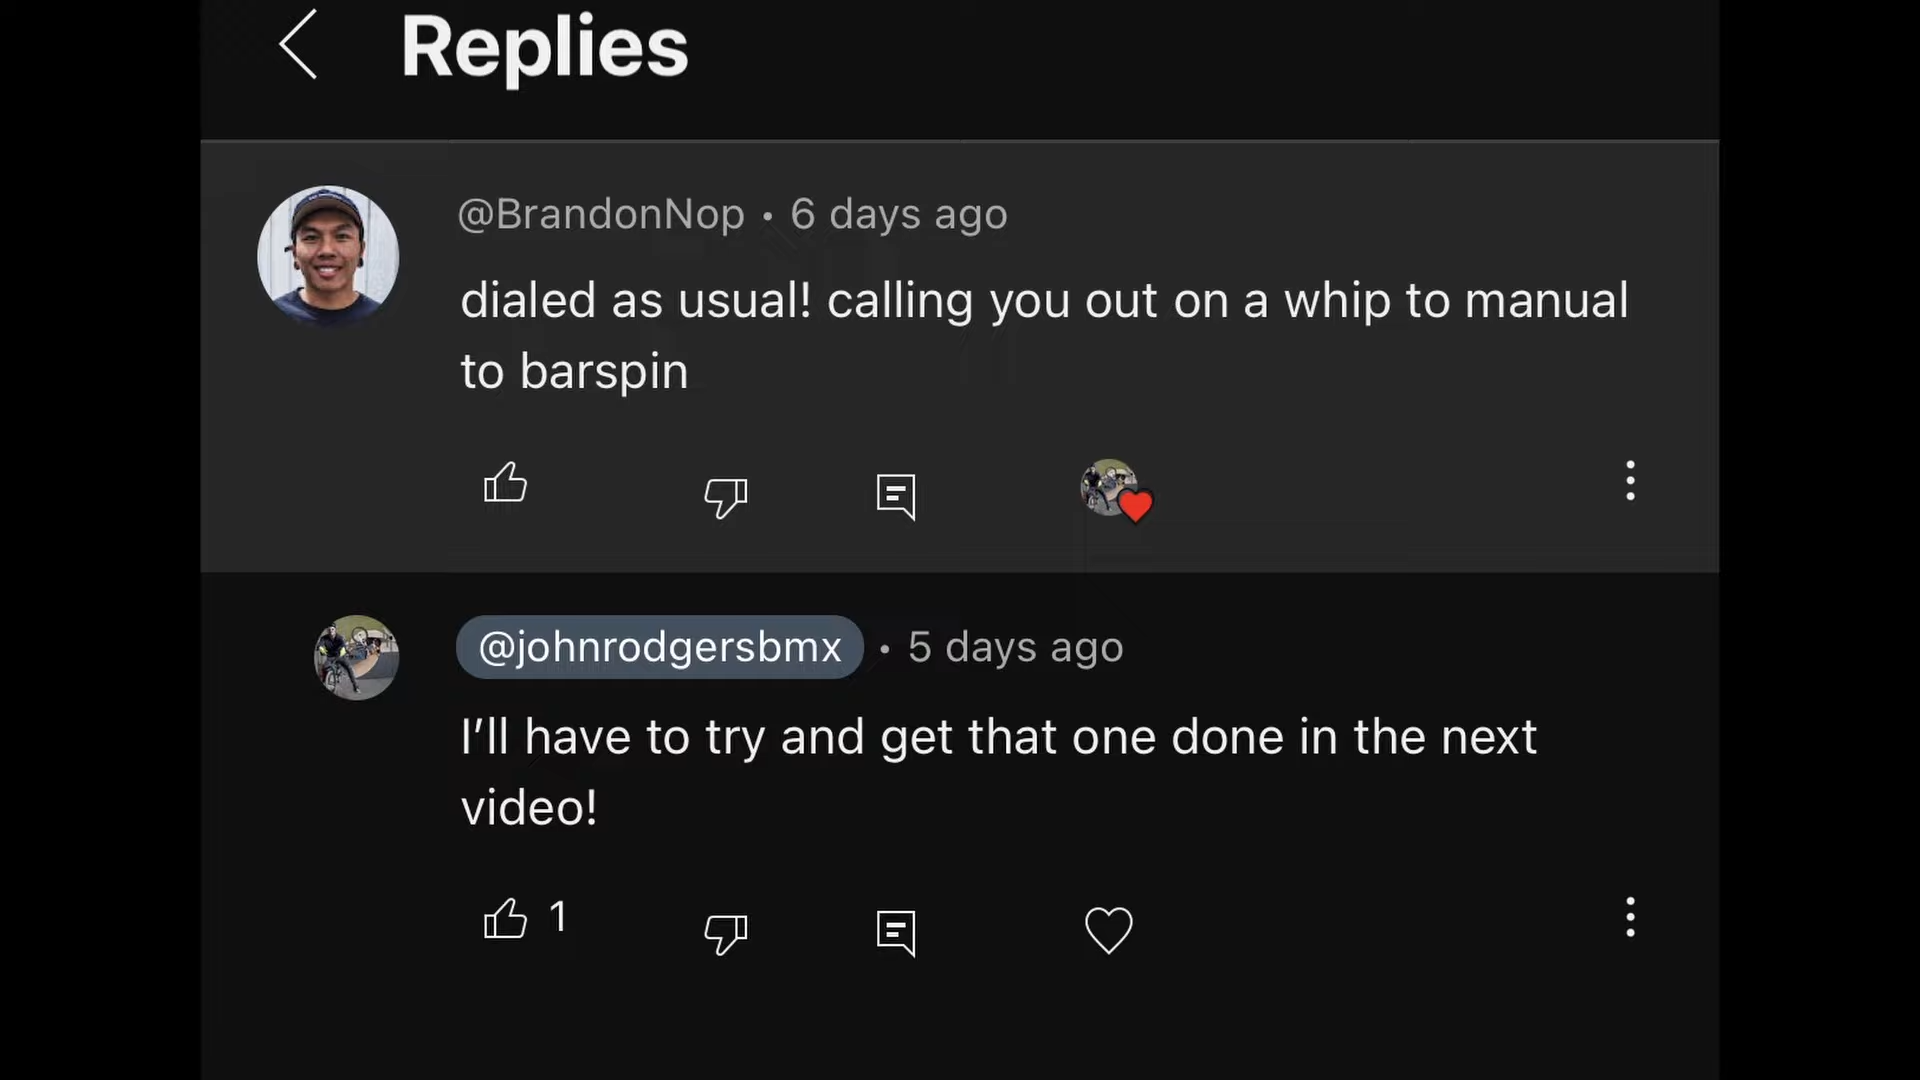 Replies
@BrandonNop • 6 days ago
dialed as usual! calling you out on a whip to manual
to barspin
@johnrodgersbmx • 5 days ago
I’ll have to try and get that one done in the next
video!
1